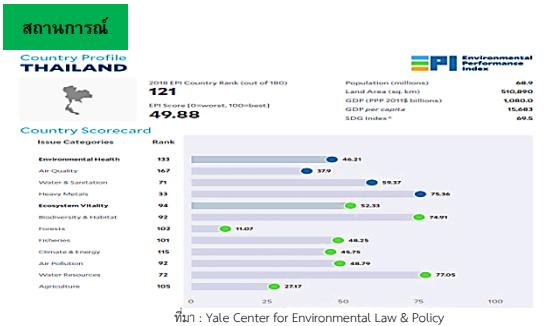 สถานการณ์
Country Profile
THAILAND
EPI Environmental Performance Index
2018 EPI Country Rank (out of 180)
121
EPI Score [0=worst, 100=best]
49.88
Population (millions) 68.9
Land Area (sq. km) 510,890
GDP (PPP 2011$ billions) 1,080.0
GDP per capita 15,683
SDG Index* 69.5
Country Scorecard
Issue Categories Rank
Environmental Health 133 46.21
Air Quality 167 37.9
Water & Sanitation 71 59.37
Heavy Metals 33 75.36
Ecosystem Vitality 94 52.33
Biodiversity & Habitat 92 74.91
Forests 102 11.07
Fisheries 101 48.25
Climate & Energy 115 45.75
Air Pollution 92 48.79
Water Resources 72 77.05
Agriculture 105 27.17
0 25 50 75 100
ที่มา : Yale Center for Environmental Law & Policy